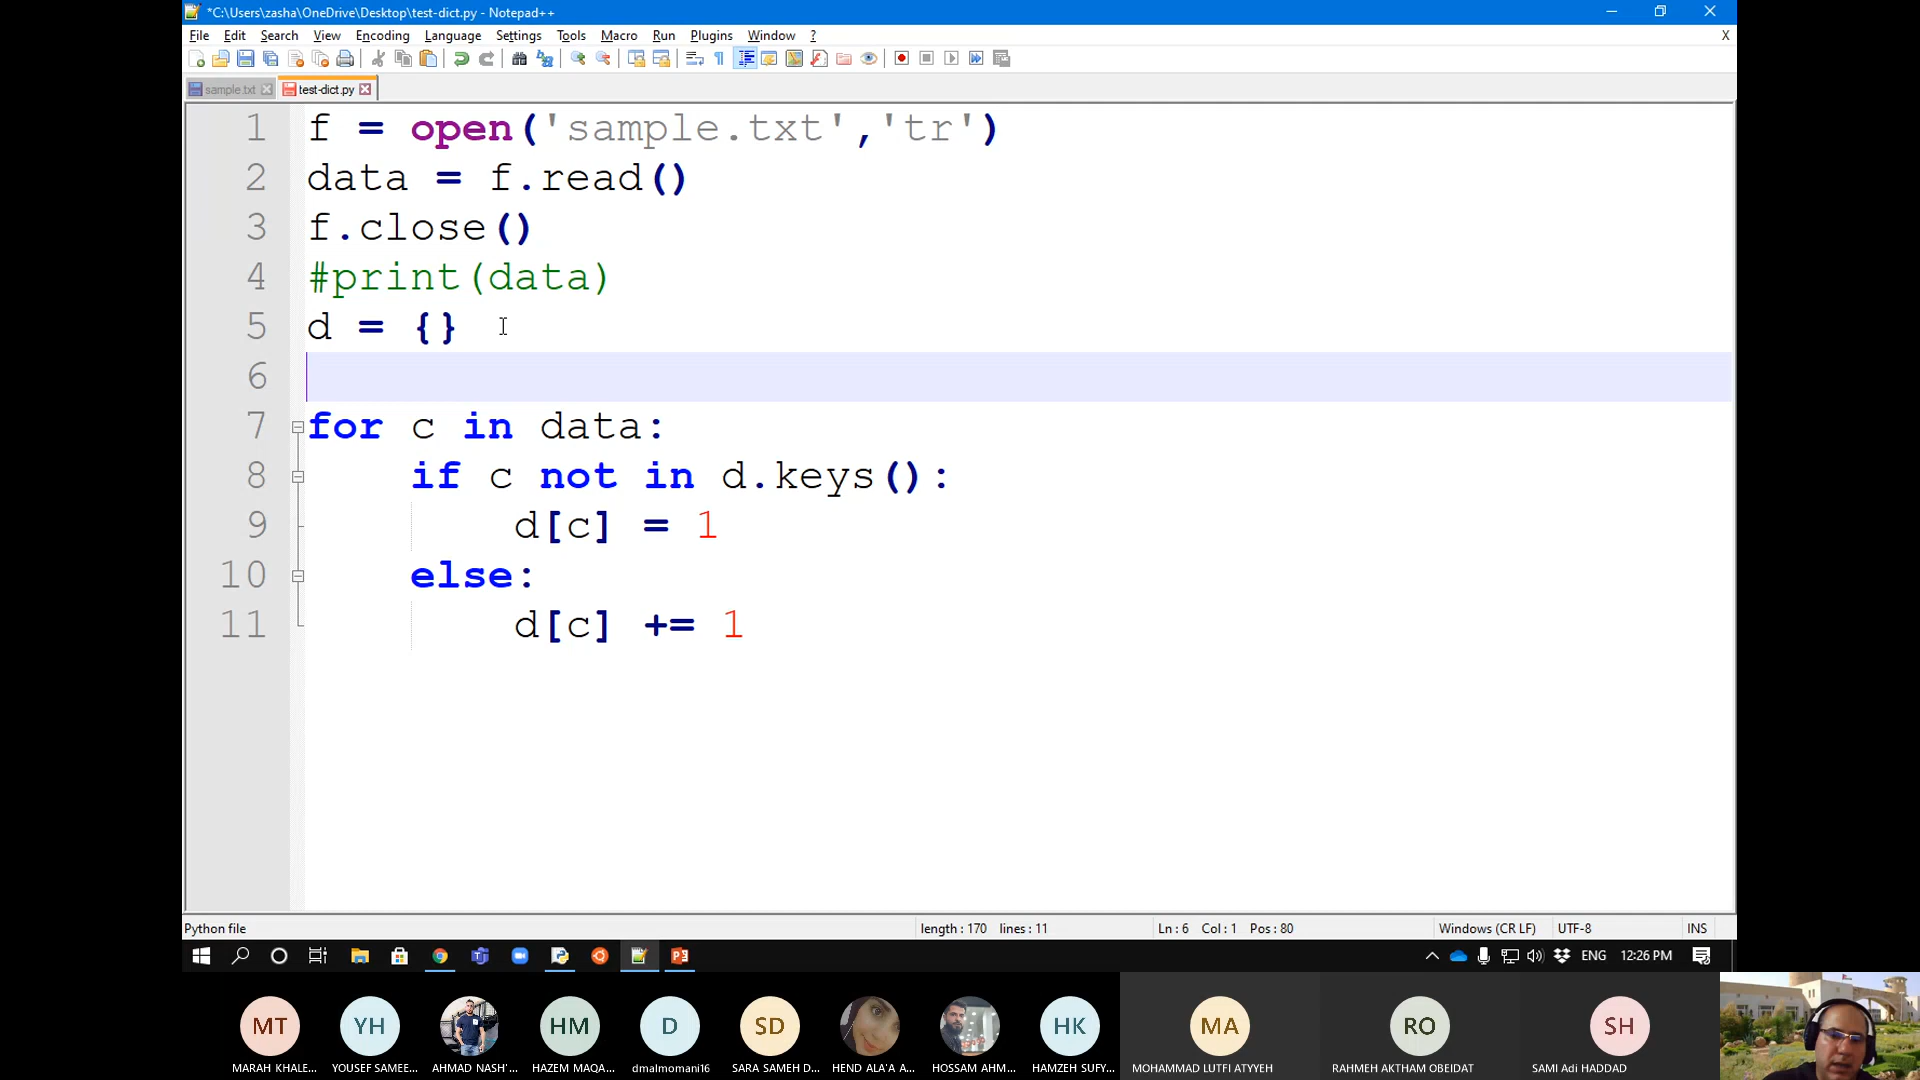 *C:\Users\zasha\OneDrive\Desktop\test-dict.py - Notepad++
File Edit Search View Encoding Language Settings Tools Macro Run Plugins Window ? X
sample.txt test-dict.py
1 f = open('sample.txt','tr')
2 data = f.read()
3 f.close()
4 #print(data)
5 d = {}
6
7 for c in data:
8     if c not in d.keys():
9         d[c] = 1
10     else:
11         d[c] += 1
Python file length : 170 lines : 11 Ln : 6 Col : 1 Pos : 80 Windows (CR LF) UTF-8 INS
ENG 12:26 PM
MT YH HM D SD HK MA RO SH
MARAH KHALE... YOUSEF SAMEE... AHMAD NASH'... HAZEM MAQA... dmalmomani16 SARA SAMEH D... HEND ALA'A A... HOSSAM AHM... HAMZEH SUFY... MOHAMMAD LUTFI ATYYEH RAHMEH AKTHAM OBEIDAT SAMI Adi HADDAD